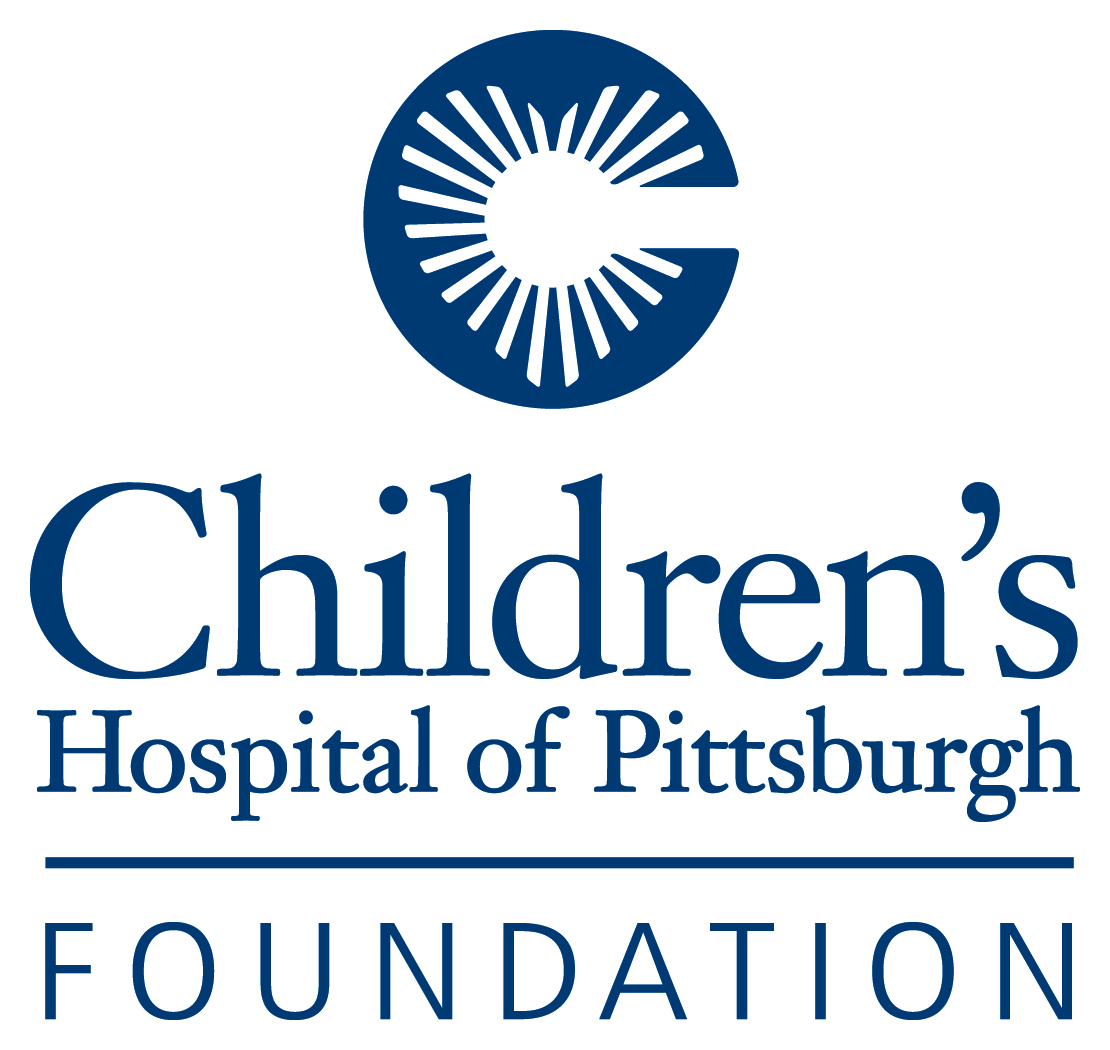 Children’s
Hospital of Pittsburgh
FOUNDATION